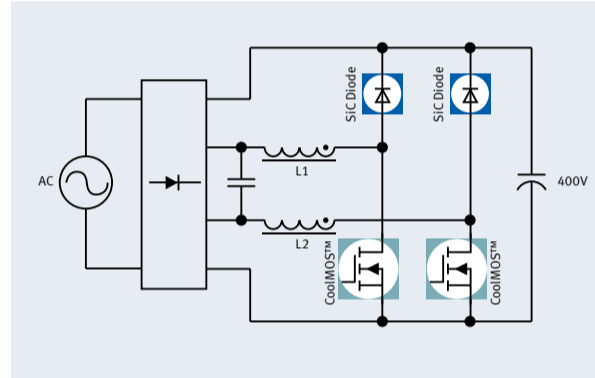 SiC Diode
SiC Diode
AC
L1
400V
L2
CoolMOS™
CoolMOS™